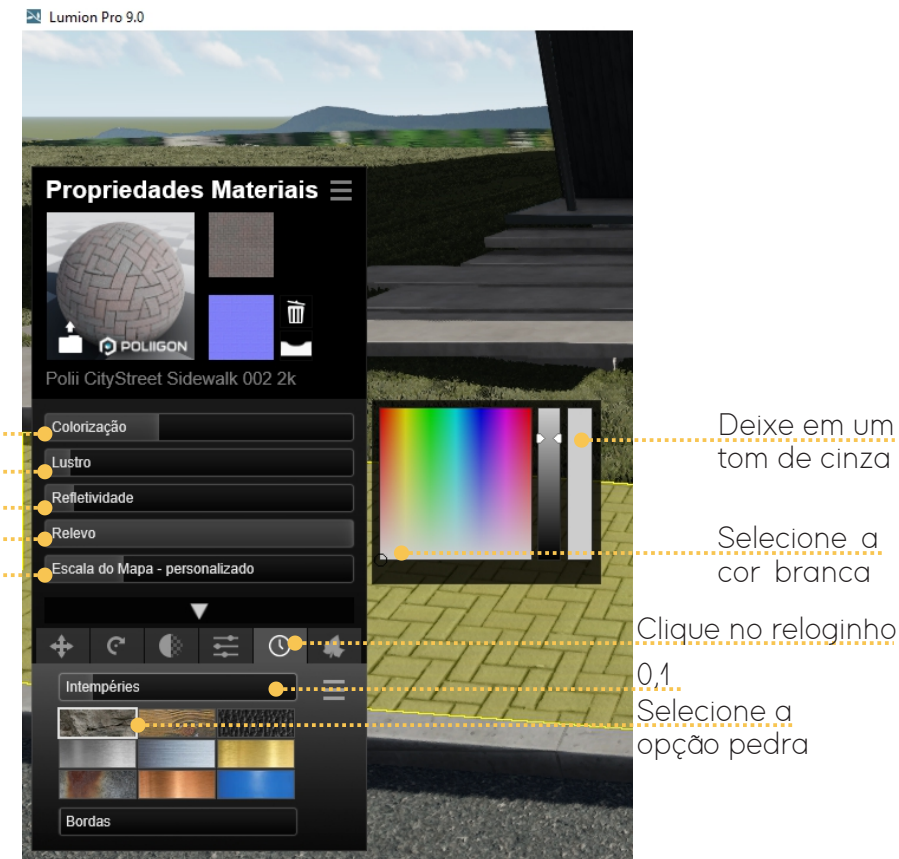 Lumion Pro 9.0
Propriedades Materiais
POLIIGON
Polii CityStreet Sidewalk 002 2k
Colorização
Lustro
Refletividade
Relevo
Escala do Mapa - personalizado
Deixe em um
tom de cinza
Selecione a
cor branca
Clique no reloginho
Intempéries
0,1
Selecione a
opção pedra
Bordas